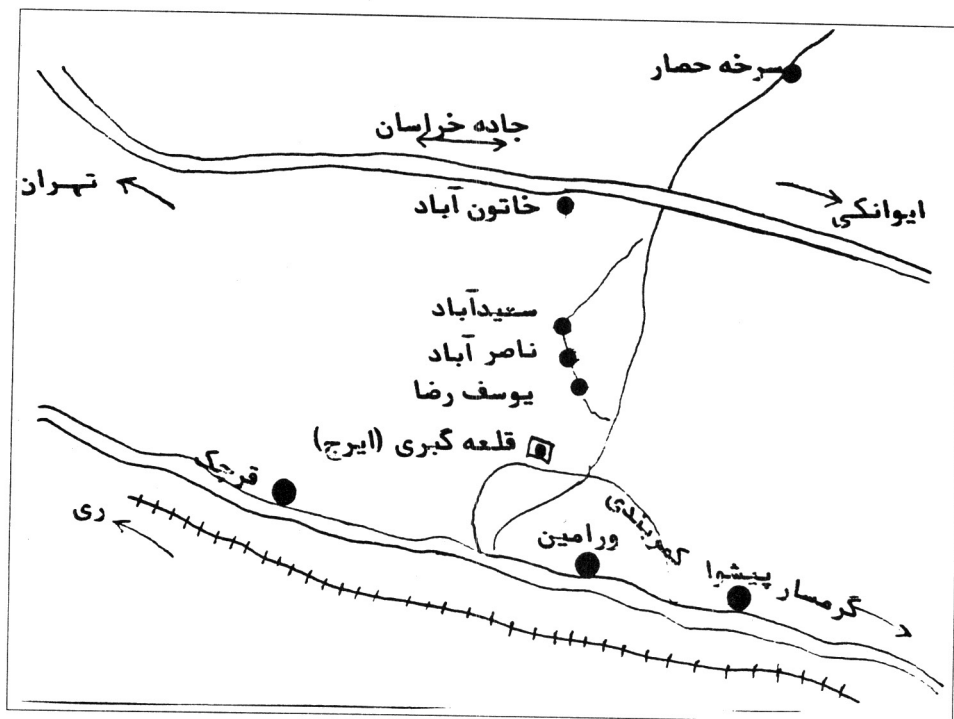 سرخه حصار
جاده خراسان
تهران
خاتون آباد
ایوانکی
سعیدآباد
ناصر آباد
یوسف رضا
قلعه گبری (ایرج)
قرچک
ری
کمربندی
ورامین
پیشوا
گرمسار